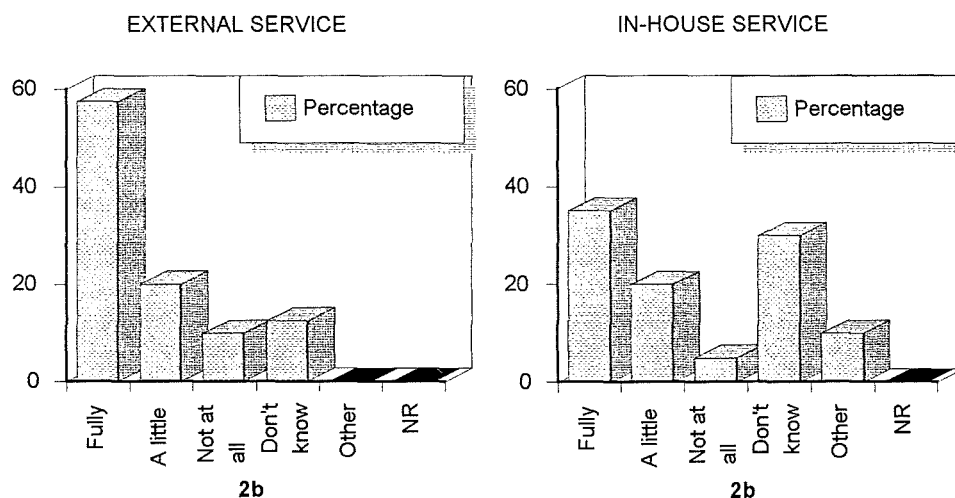 EXTERNAL SERVICE
60
40
20
0
Percentage
Fully
A little
Not at
all
Don't
know
Other
NR
2b
IN-HOUSE SERVICE
60
40
20
0
Percentage
Fully
A little
Not at
all
Don't
know
Other
NR
2b